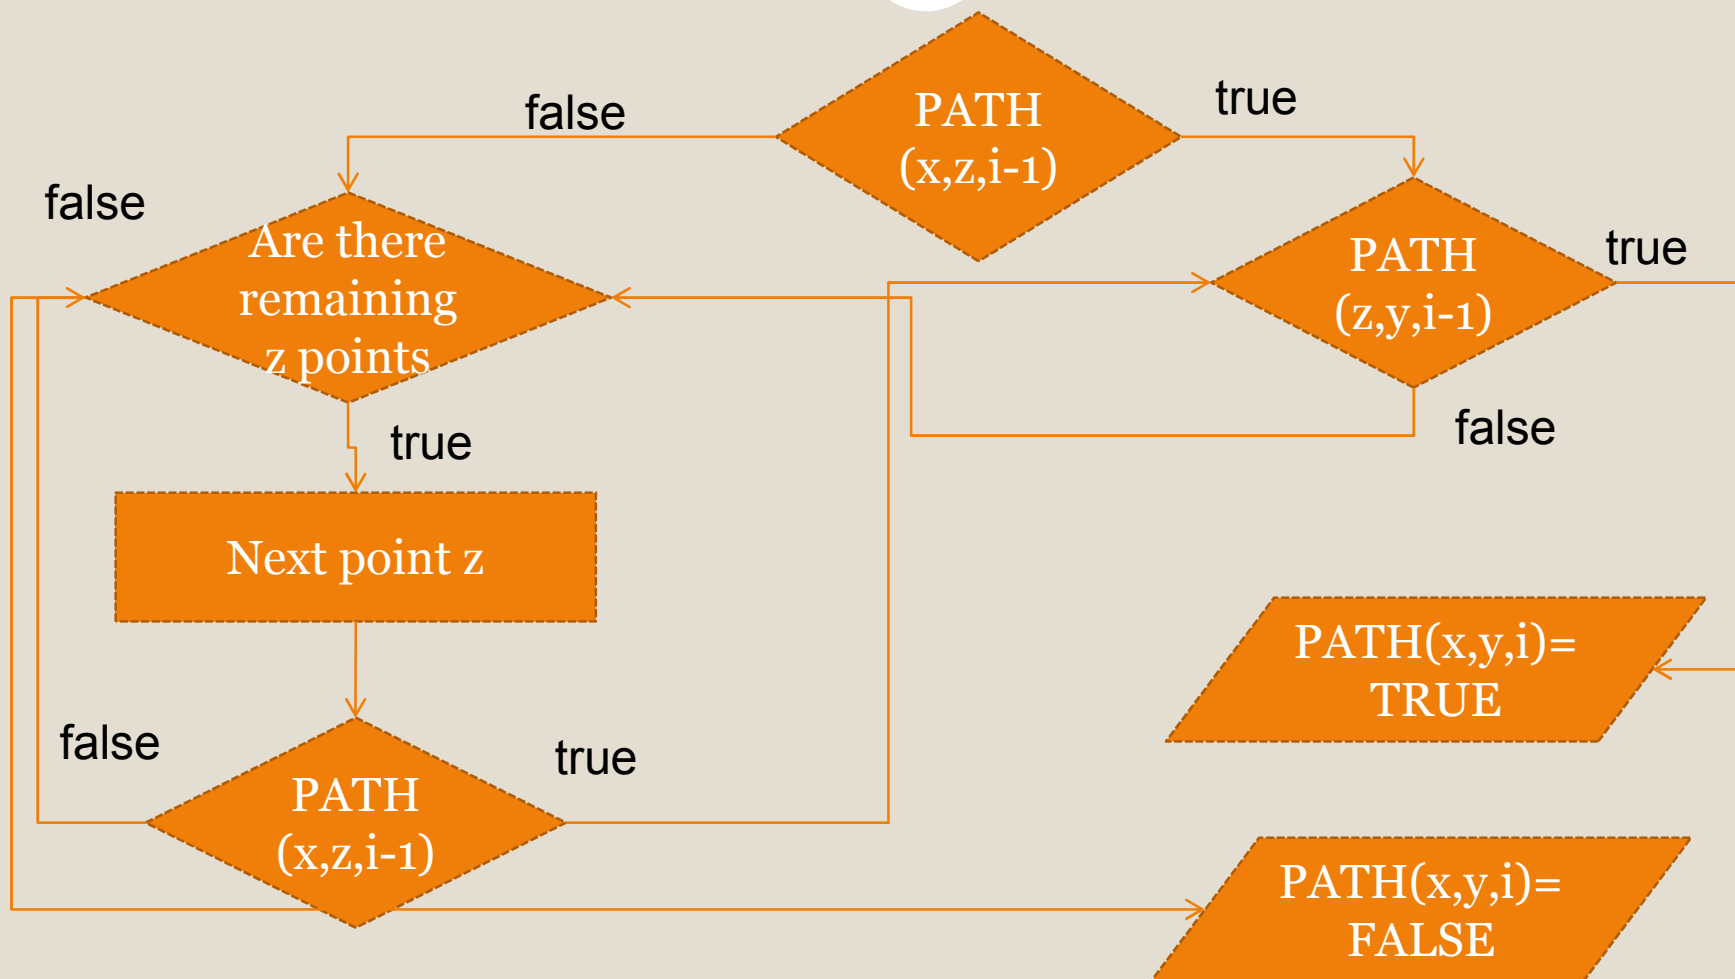 PATH
(x,z,i-1)
true
false
false
Are there
remaining
z points
PATH
(z,y,i-1)
true
false
true
Next point z
PATH(x,y,i)=
TRUE
false
true
PATH
(x,z,i-1)
PATH(x,y,i)=
FALSE